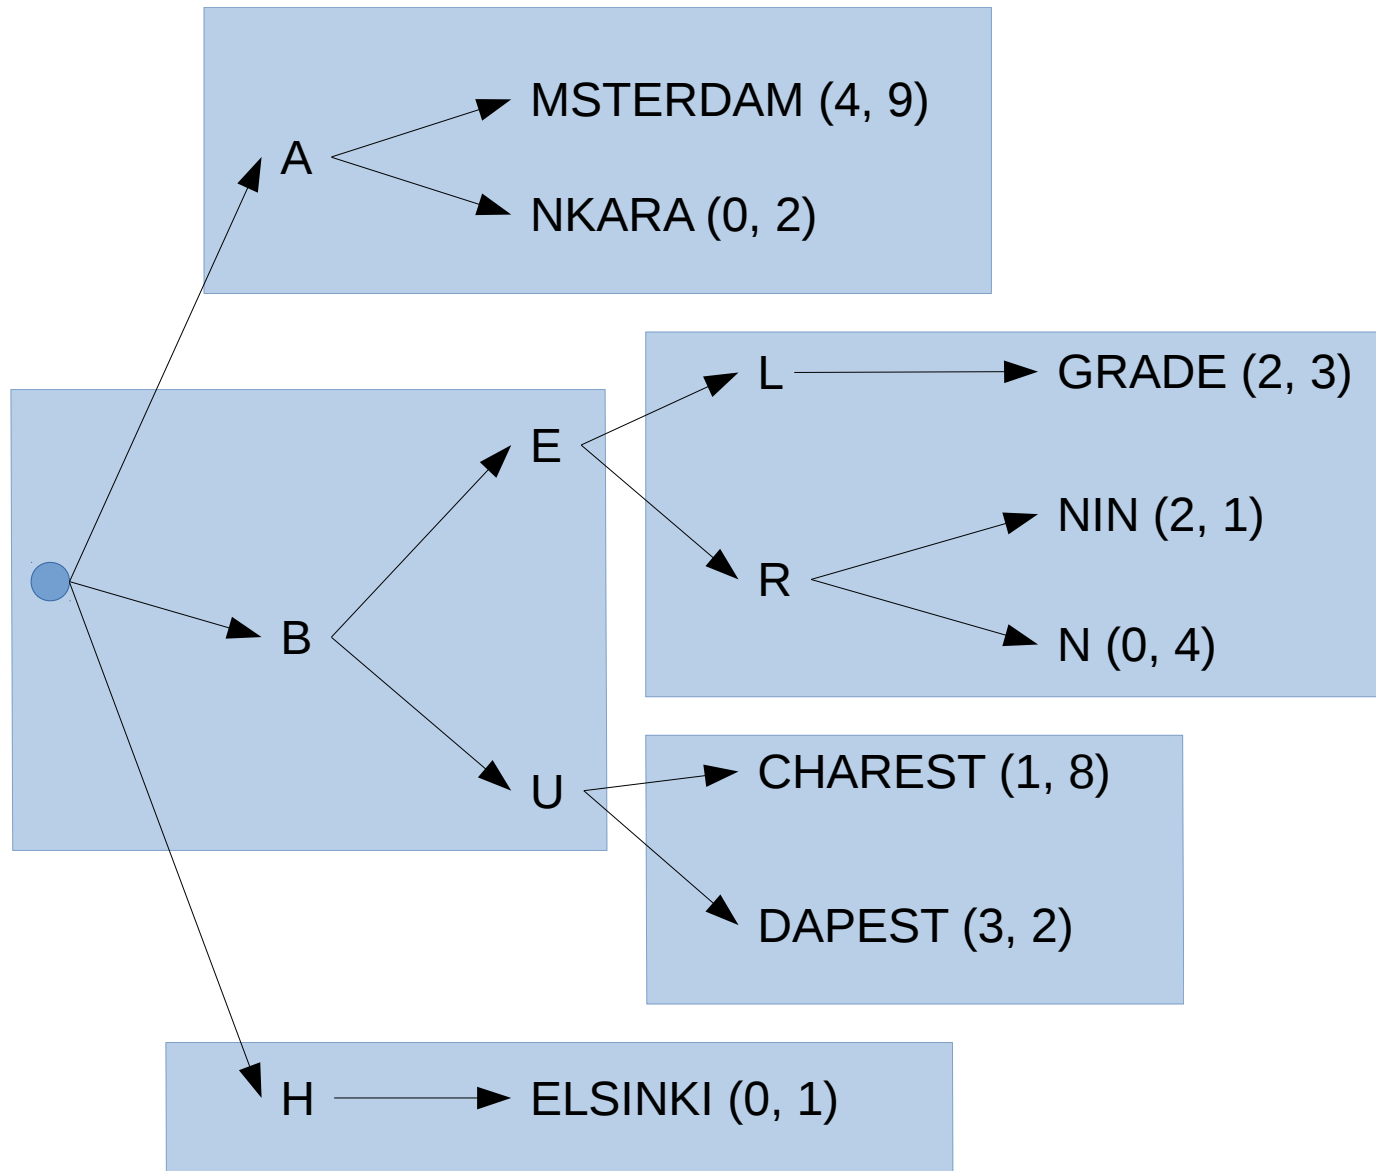 A
MSTERDAM (4, 9)
NKARA (0, 2)
B
E
L
GRADE (2, 3)
R
NIN (2, 1)
N (0, 4)
U
CHAREST (1, 8)
DAPEST (3, 2)
H
ELSINKI (0, 1)